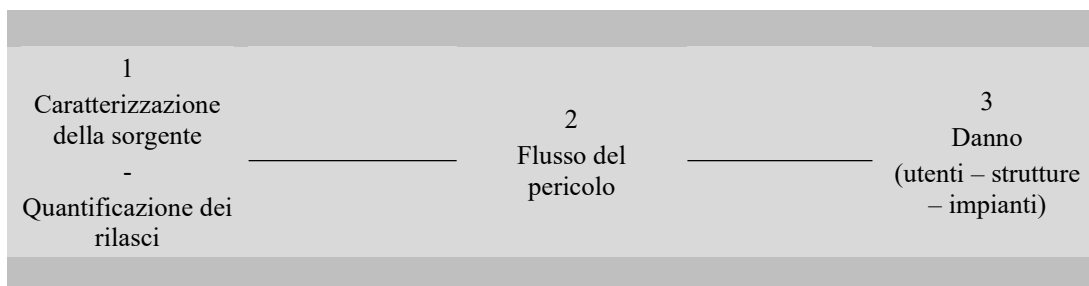 1
Caratterizzazione
della sorgente
-
Quantificazione dei
rilasci
2
Flusso del
pericolo
3
Danno
(utenti – strutture
– impianti)